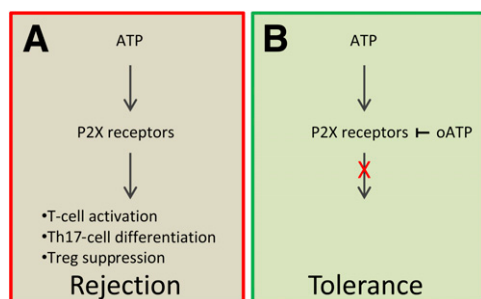 A
ATP
P2X receptors
•T-cell activation
•Th17-cell differentiation
•Treg suppression
Rejection
B
ATP
P2X receptors
oATP
X
Tolerance